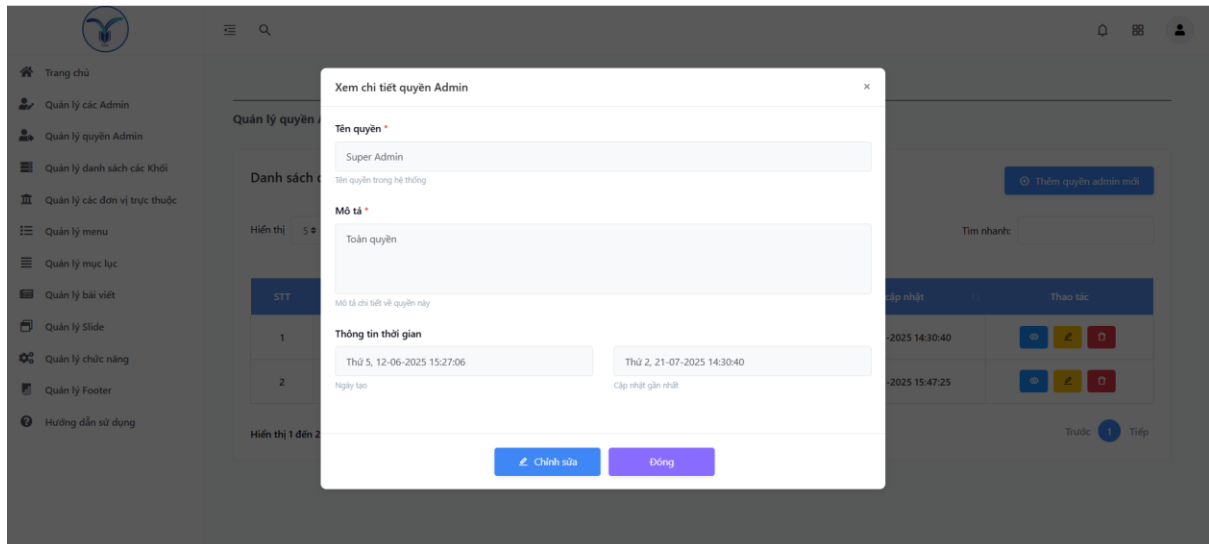 Trang chủ
Quản lý các Admin
Quản lý quyền Admin
Quản lý danh sách các Khối
Quản lý các đơn vị trực thuộc
Quản lý menu
Quản lý mục lục
Quản lý bài viết
Quản lý Slide
Quản lý chức năng
Quản lý Footer
Hướng dẫn sử dụng
Quản lý quyền
Danh sách
Thêm quyền admin mới
Hiển thị 5
Tìm nhanh:
STT
cập nhật
Thao tác
1
-2025 14:30:40
2
-2025 15:47:25
Hiển thị 1 đến 2
Trước 1 Tiếp
Xem chi tiết quyền Admin ×
Tên quyền *
Super Admin
Tên quyền trong hệ thống
Mô tả *
Toàn quyền
Mô tả chi tiết về quyền này
Thông tin thời gian
Thứ 5, 12-06-2025 15:27:06
Thứ 2, 21-07-2025 14:30:40
Ngày tạo
Cập nhật gần nhất
Chỉnh sửa
Đóng